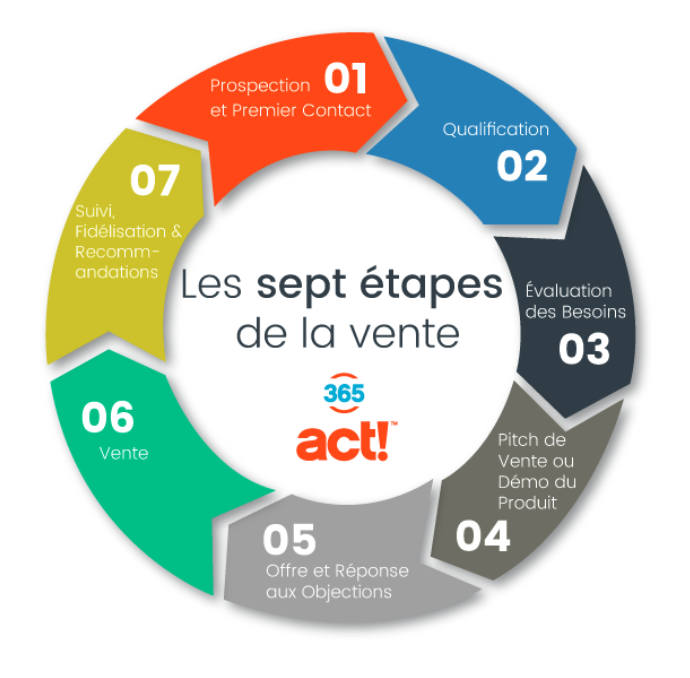 Les sept étapes
de la vente
365
act!™
Prospection 01
et Premier Contact
Qualification
02
Évaluation
des Besoins
03
Pitch de
Vente ou
Démo du
Produit
04
05
Offre et Réponse
aux Objections
06
Vente
07
Suivi,
Fidélisation &
Recomm-
andations